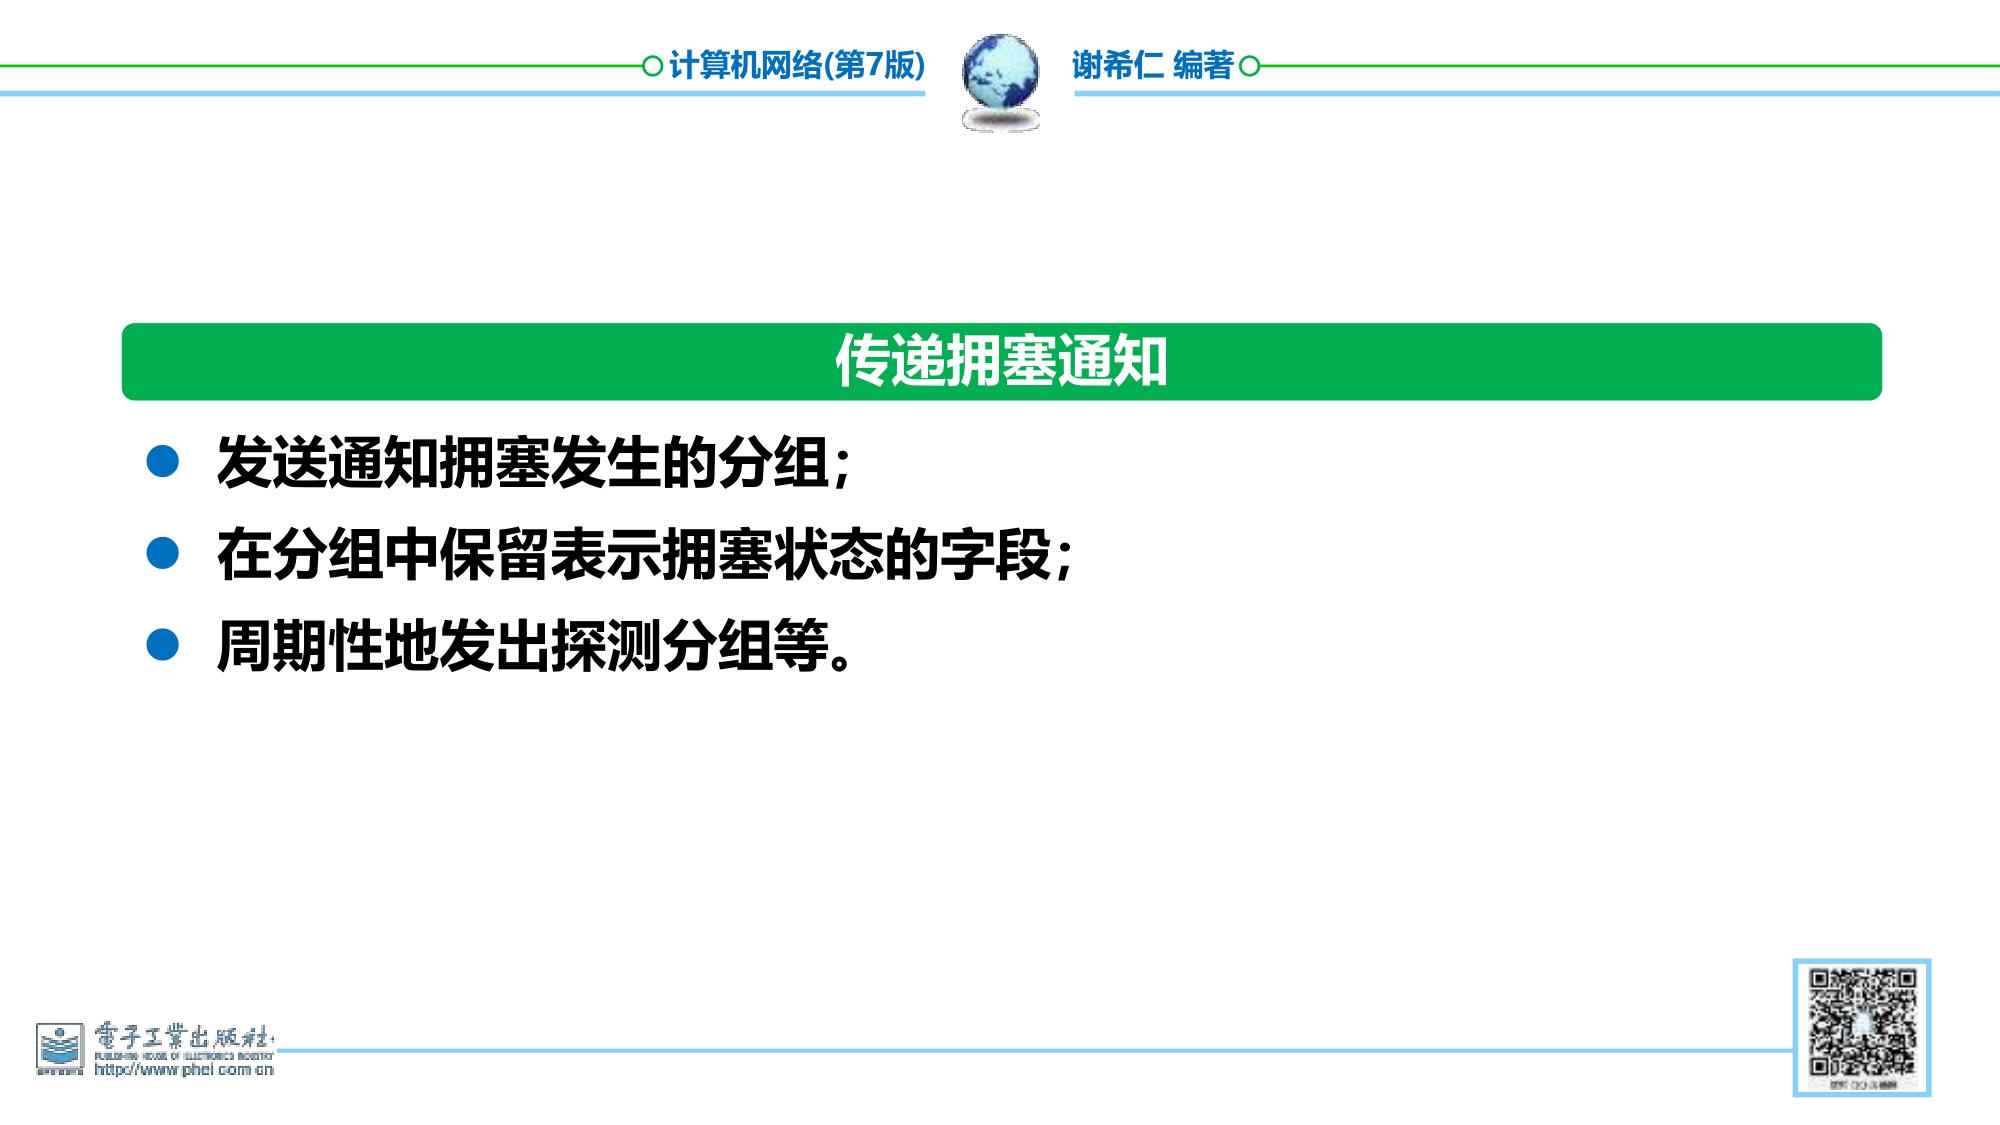 计算机网络(第7版)
谢希仁 编著
传递拥塞通知
发送通知拥塞发生的分组；
在分组中保留表示拥塞状态的字段；
周期性地发出探测分组等。
電子工業出版社
PUBLISHING HOUSE OF ELECTRONICS INDUSTRY
http://www.phei.com.cn